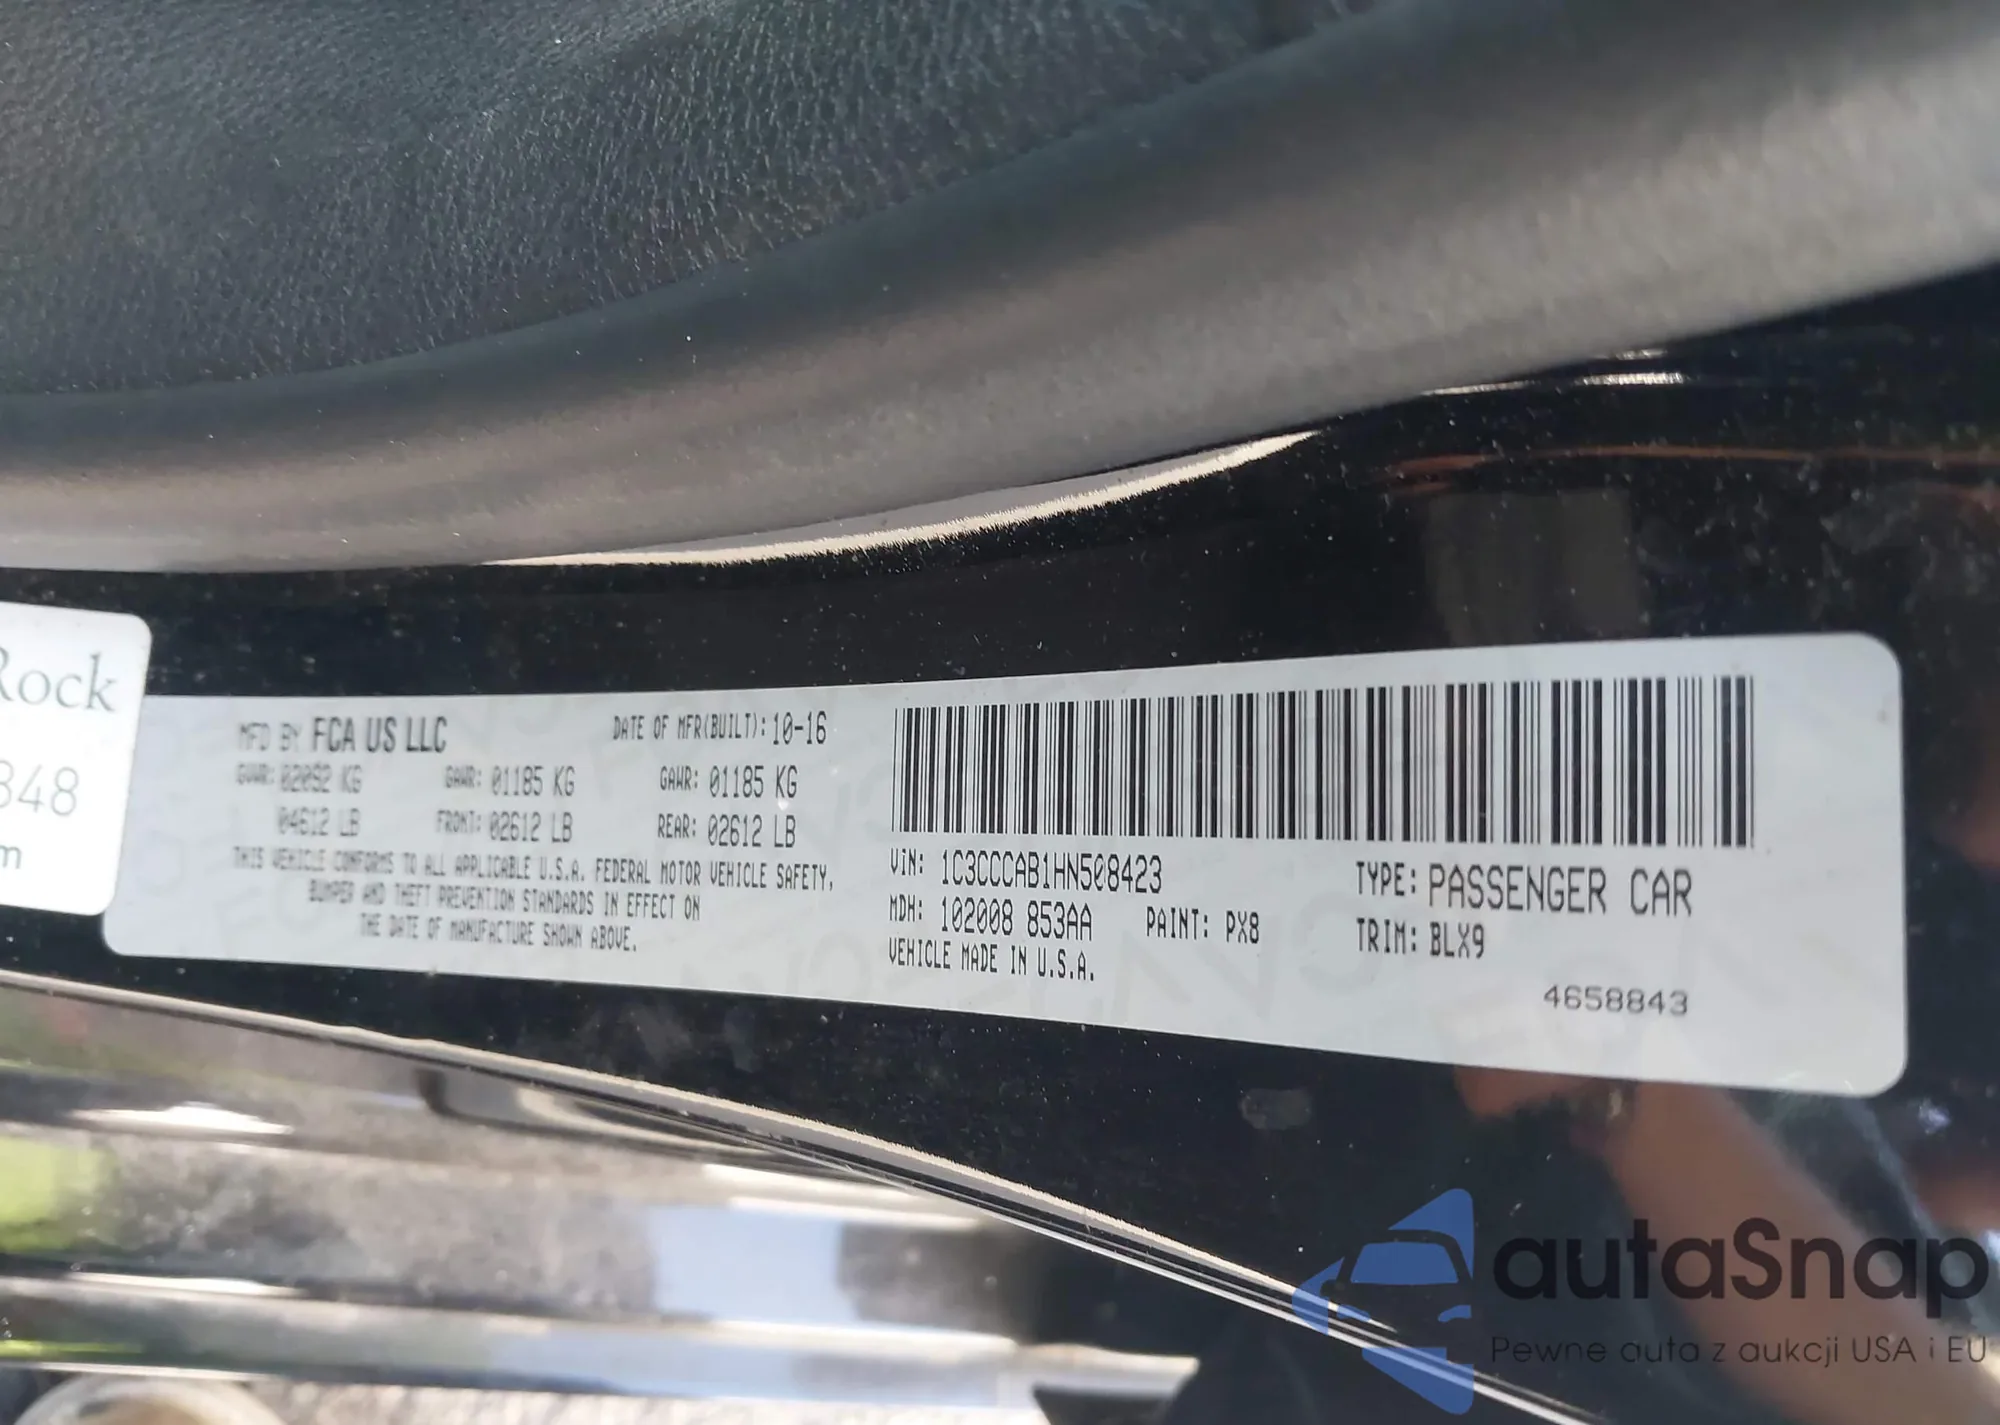 Rock
848
m
MFD BY FCA US LLC
DATE OF MFR(BUILT): 10-16
GVWR: 02092 KG GAWR: 01185 KG GAWR: 01185 KG
04612 LB FRONT: 02612 LB REAR: 02612 LB
THIS VEHICLE CONFORMS TO ALL APPLICABLE U.S.A. FEDERAL MOTOR VEHICLE SAFETY,
BUMPER AND THEFT PREVENTION STANDARDS IN EFFECT ON
THE DATE OF MANUFACTURE SHOWN ABOVE.
VIN: 1C3CCCAB1HN508423 TYPE: PASSENGER CAR
MDH: 102008 853AA PAINT: PX8 TRIM: BLX9
VEHICLE MADE IN U.S.A.
4658843
autaSnap
Pewne auta z aukcji USA i EU